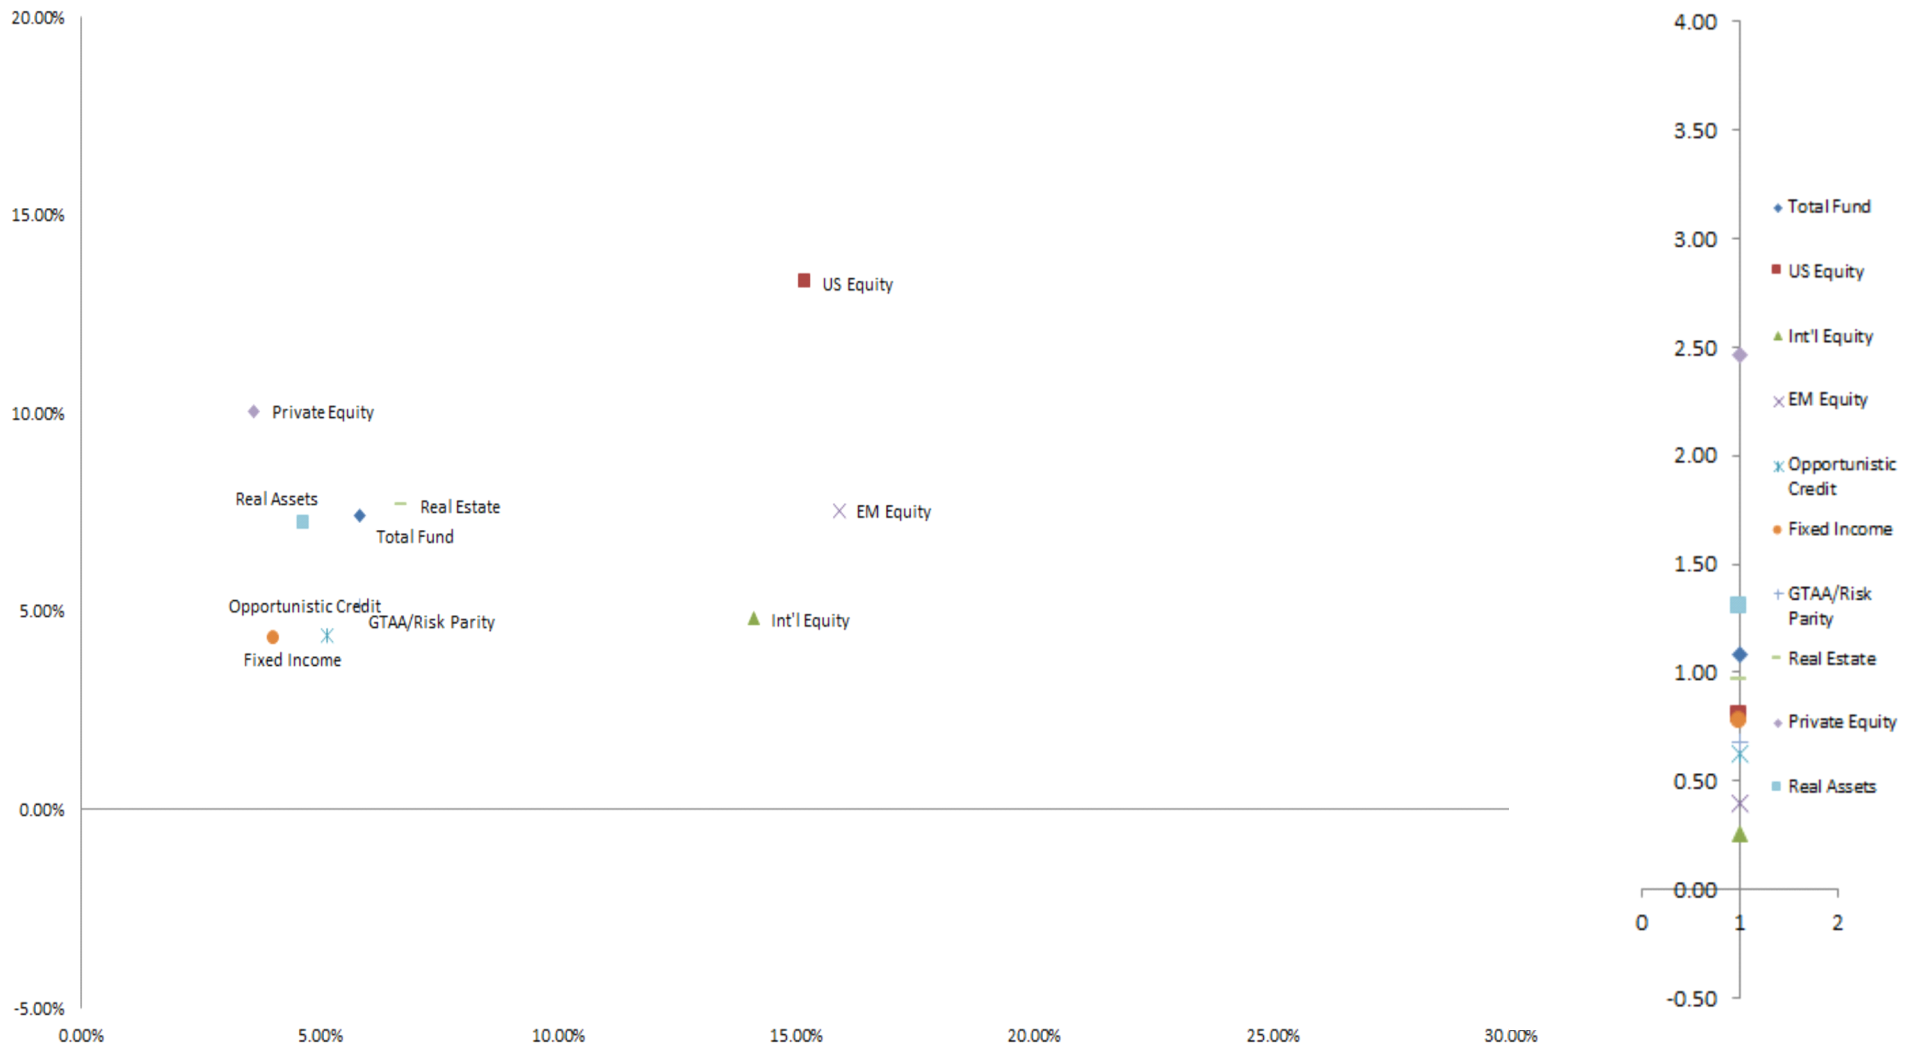 20.00%
15.00%
10.00%
5.00%
0.00%
-5.00%
0.00%
5.00%
10.00%
15.00%
20.00%
25.00%
30.00%
US Equity
Private Equity
Real Assets
Real Estate
Total Fund
EM Equity
Opportunistic Credit
GTAA/Risk Parity
Int'l Equity
Fixed Income
4.00
3.50
3.00
2.50
2.00
1.50
1.00
0.50
0.00
-0.50
0
1
2
Total Fund
US Equity
Int'l Equity
EM Equity
Opportunistic
Credit
Fixed Income
GTAA/Risk
Parity
Real Estate
Private Equity
Real Assets